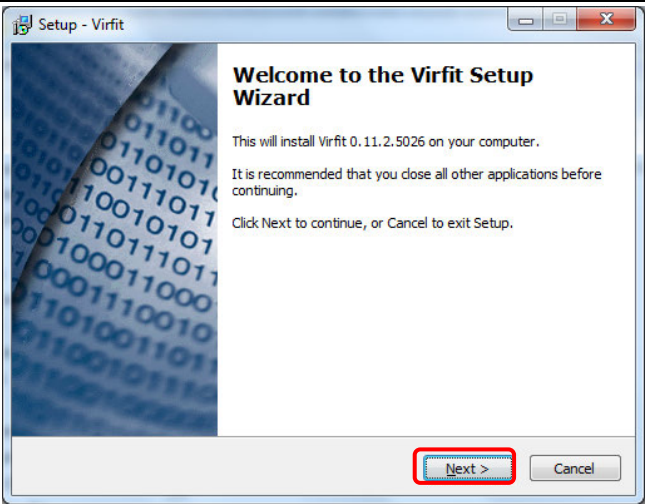 Setup - Virfit
Welcome to the Virfit Setup
Wizard
This will install Virfit 0.11.2.5026 on your computer.
It is recommended that you close all other applications before
continuing.
Click Next to continue, or Cancel to exit Setup.
Next >
Cancel